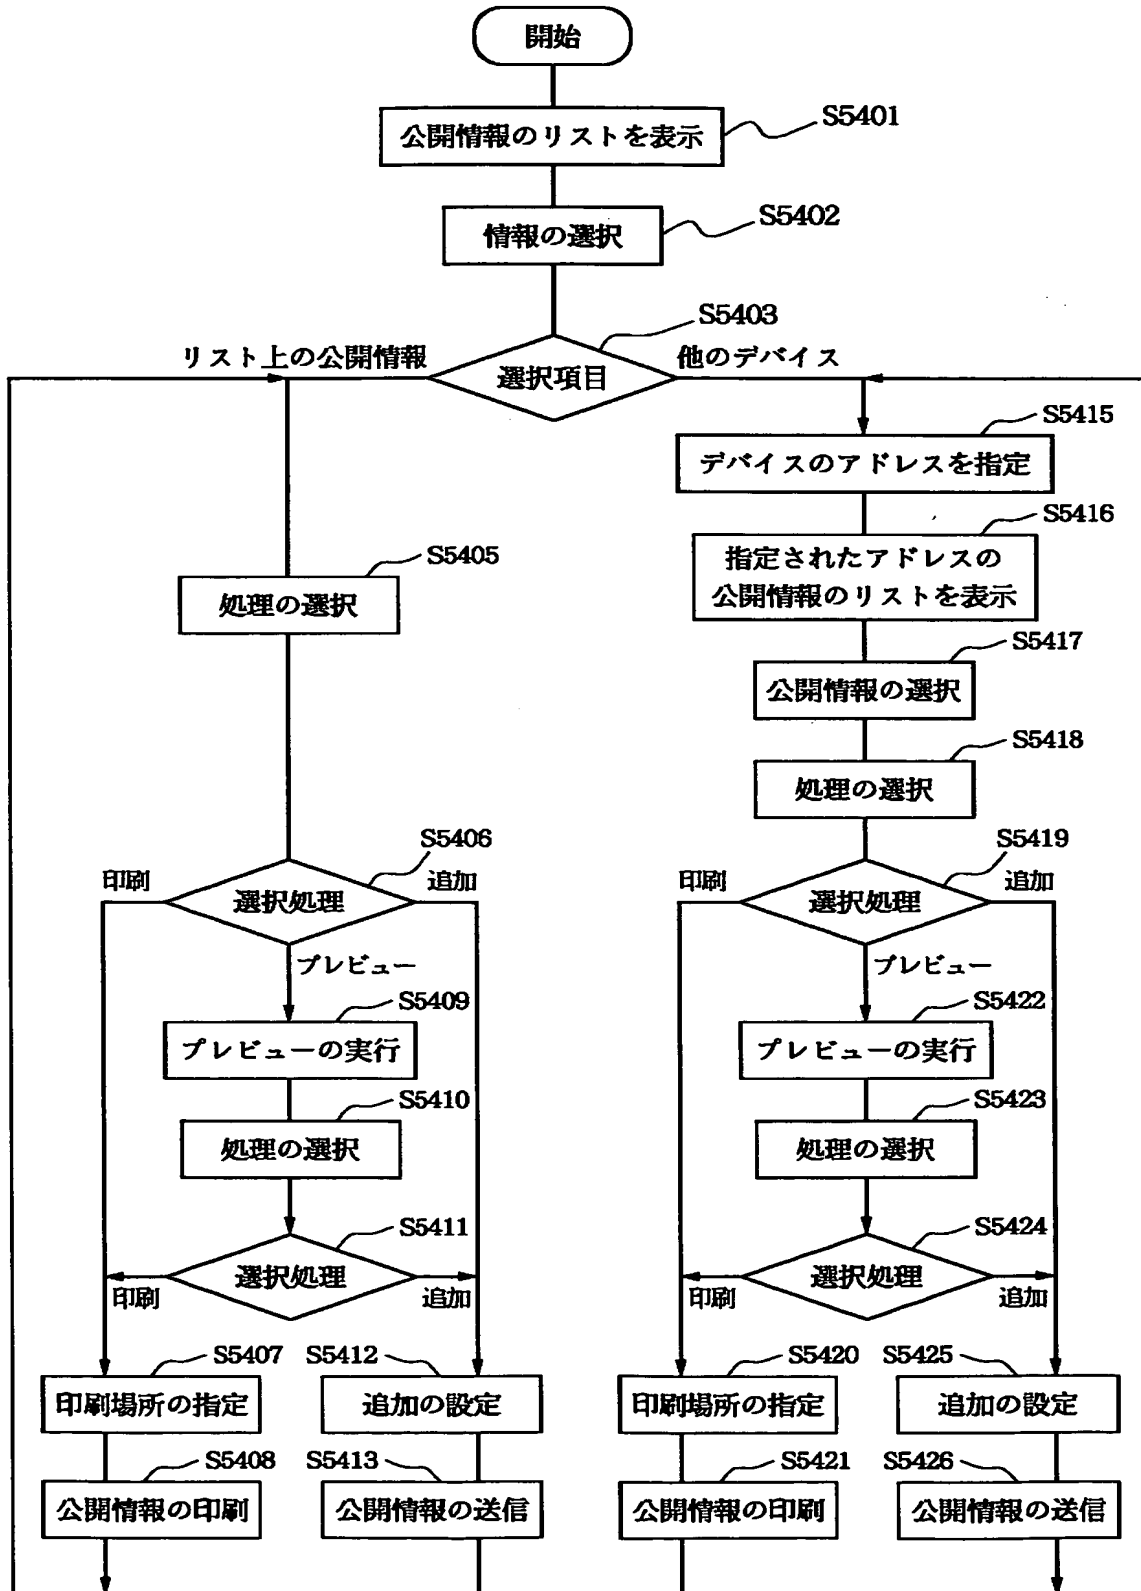 開始
公開情報のリストを表示
S5401
情報の選択
S5402
S5403
リスト上の公開情報
選択項目
他のデバイス
S5415
デバイスのアドレスを指定
S5416
指定されたアドレスの
公開情報のリストを表示
S5405
処理の選択
S5417
公開情報の選択
S5418
処理の選択
S5406
印刷
選択処理
追加
プレビュー
S5409
プレビューの実行
S5410
処理の選択
S5411
選択処理
印刷
追加
S5407
印刷場所の指定
S5408
公開情報の印刷
S5412
追加の設定
S5413
公開情報の送信
S5419
印刷
選択処理
追加
プレビュー
S5422
プレビューの実行
S5423
処理の選択
S5424
選択処理
印刷
追加
S5420
印刷場所の指定
S5421
公開情報の印刷
S5425
追加の設定
S5426
公開情報の送信